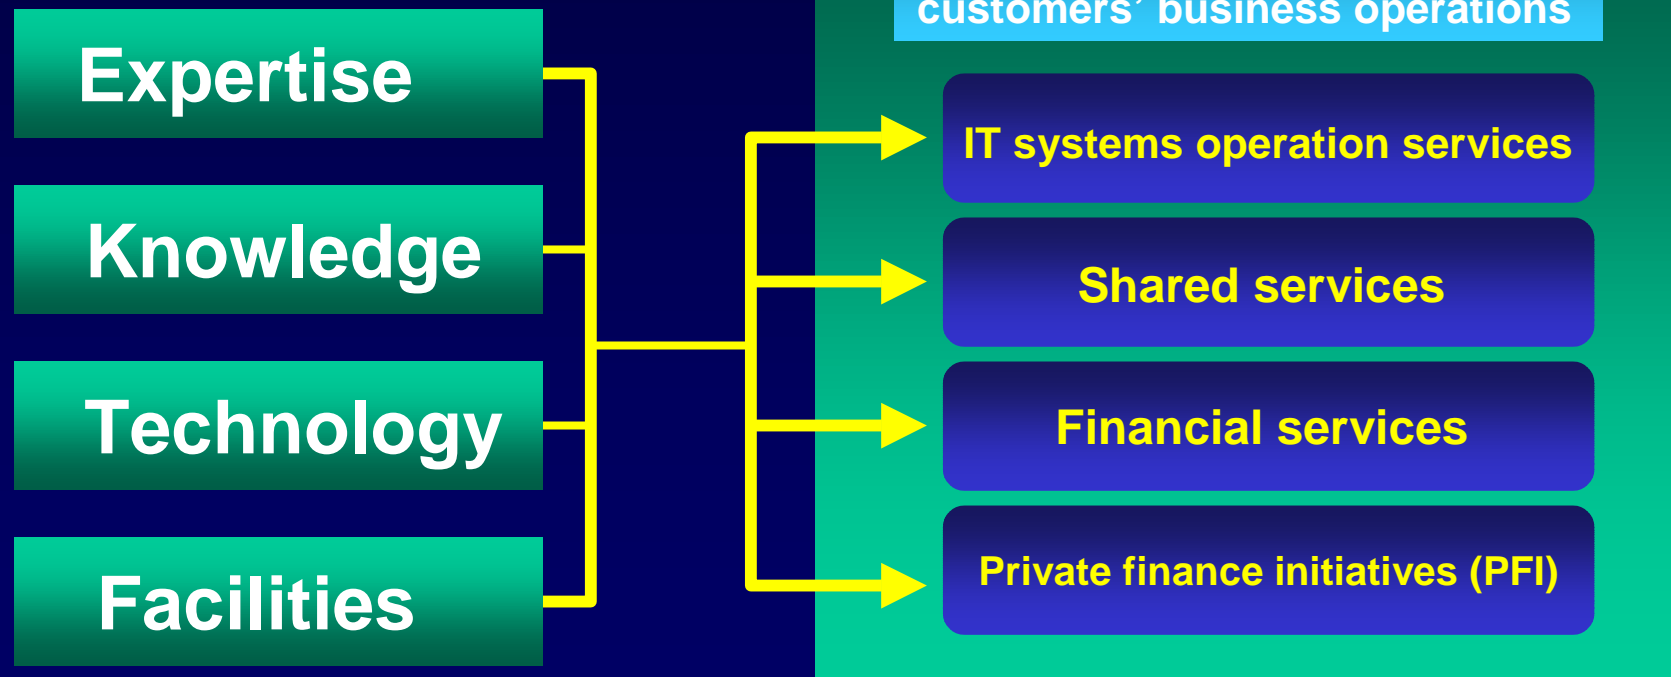 customers' business operations
Expertise
Knowledge
Technology
Facilities
IT systems operation services
Shared services
Financial services
Private finance initiatives (PFI)